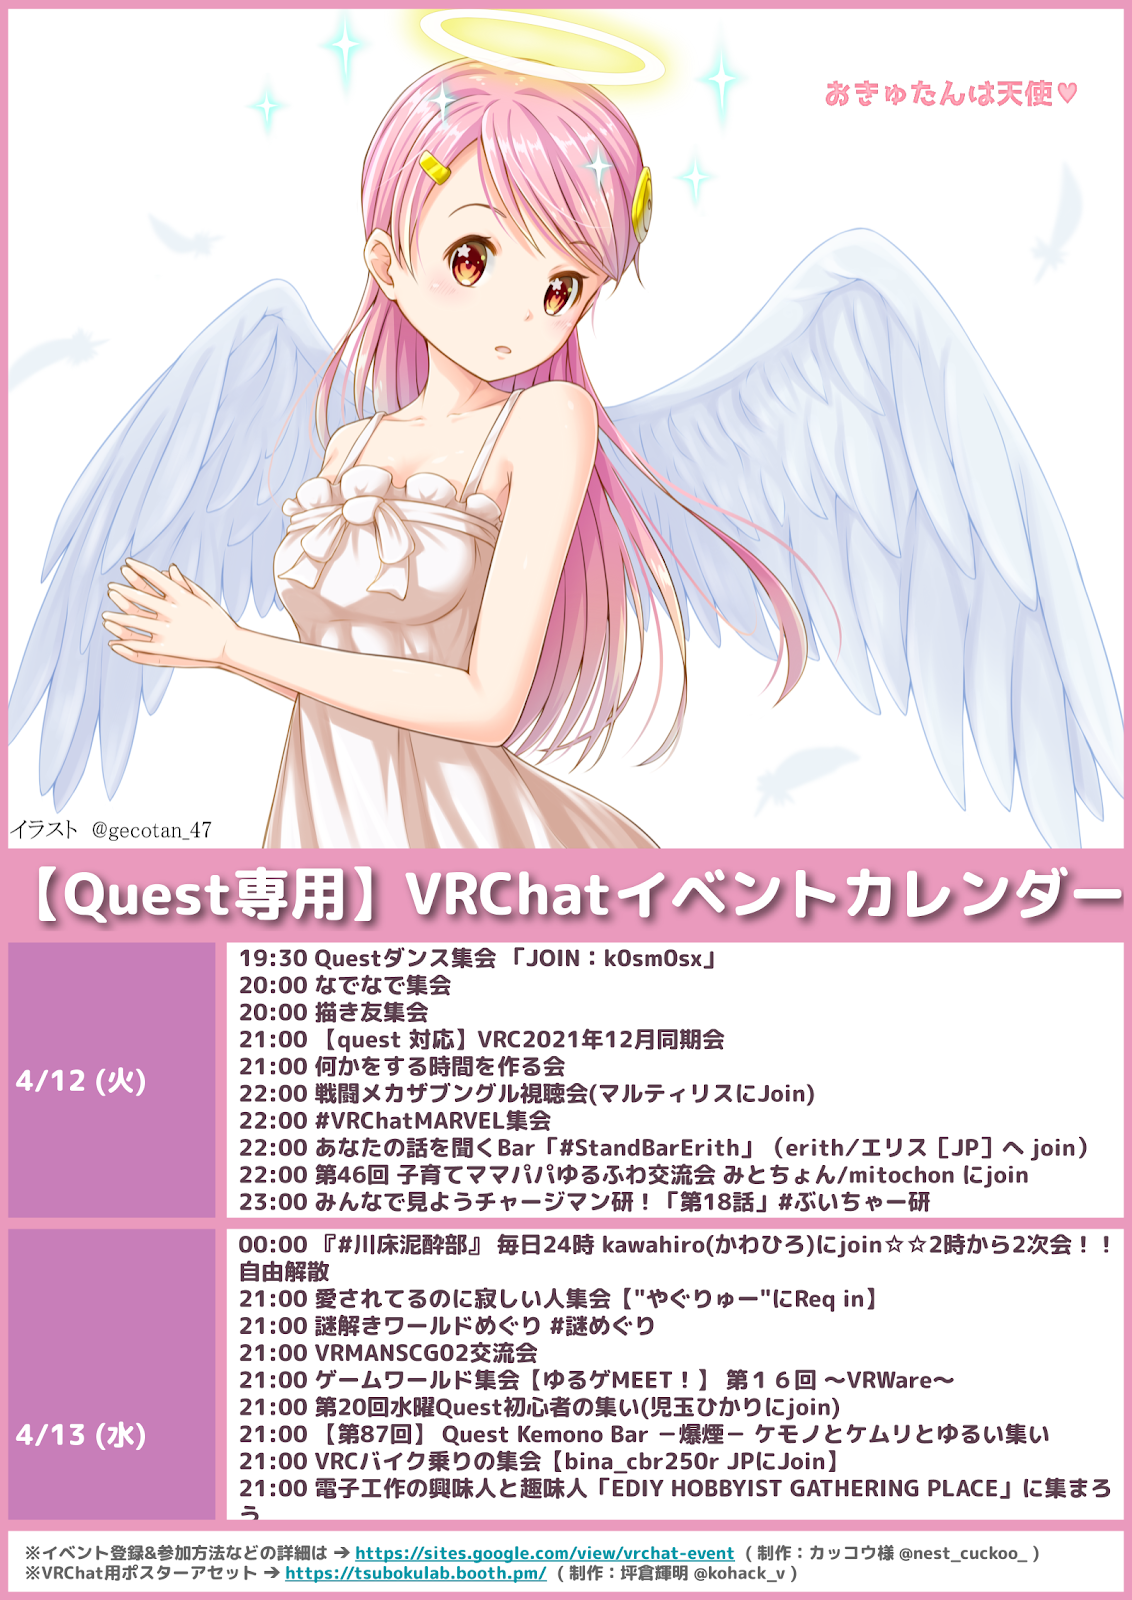 おきゅたんは天使♥
イラスト @gecotan_47
【Quest専用】VRChatイベントカレンダー
4/12 (火)
19:30 Questダンス集会 「JOIN：k0sm0sx」
20:00 なでなで集会
20:00 描き友集会
21:00 【quest 対応】VRC2021年12月同期会
21:00 何かをする時間を作る会
22:00 戦闘メカザブングル視聴会(マルティリスにJoin)
22:00 #VRChatMARVEL集会
22:00 あなたの話を聞くBar「#StandBarErith」（erith/エリス［JP］へ join）
22:00 第46回 子育てママパパゆるふわ交流会 みとちょん/mitochon にjoin
23:00 みんなで見ようチャージマン研！「第18話」#ぶいちゃー研
4/13 (水)
00:00 『#川床泥酔部』 毎日24時 kawahiro(かわひろ)にjoin☆☆2時から2次会！！
自由解散
21:00 愛されてるのに寂しい人集会【"やぐりゅー"にReq in】
21:00 謎解きワールドめぐり #謎めぐり
21:00 VRMANSCG02交流会
21:00 ゲームワールド集会【ゆるゲMEET！】 第１６回 〜VRWare〜
21:00 第20回水曜Quest初心者の集い(児玉ひかりにjoin)
21:00 【第87回】 Quest Kemono Bar －爆煙－ ケモノとケムリとゆるい集い
21:00 VRCバイク乗りの集会【bina_cbr250r JPにJoin】
21:00 電子工作の興味人と趣味人「EDIY HOBBYIST GATHERING PLACE」に集まろ
う
※イベント登録&参加方法などの詳細は → https://sites.google.com/view/vrchat-event （ 制作：カッコウ様 @nest_cuckoo_ ）
※VRChat用ポスターアセット → https://tsubokulab.booth.pm/ （ 制作：坪倉輝明 @kohack_v ）